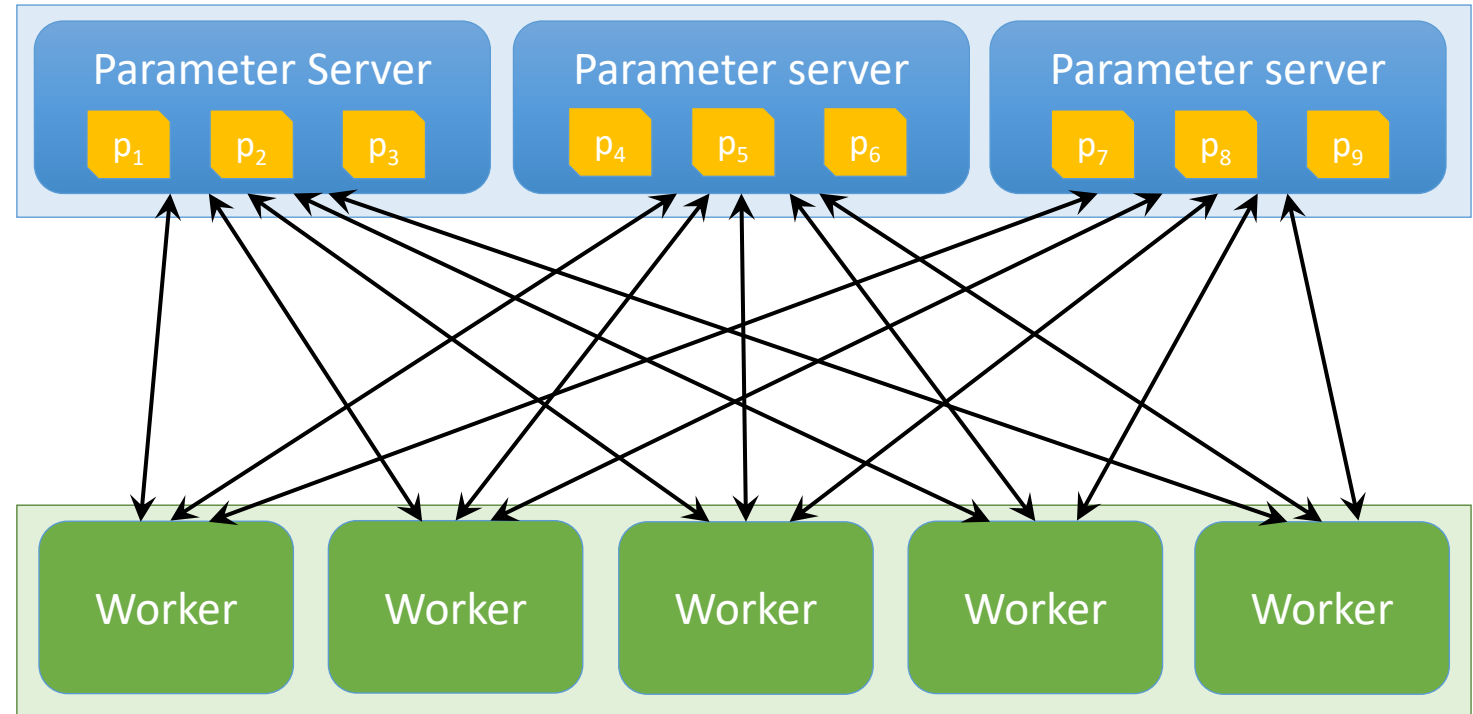 Parameter Server
p₁ p₂ p₃
Parameter server
p₄ p₅ p₆
Parameter server
p₇ p₈ p₉
Worker
Worker
Worker
Worker
Worker